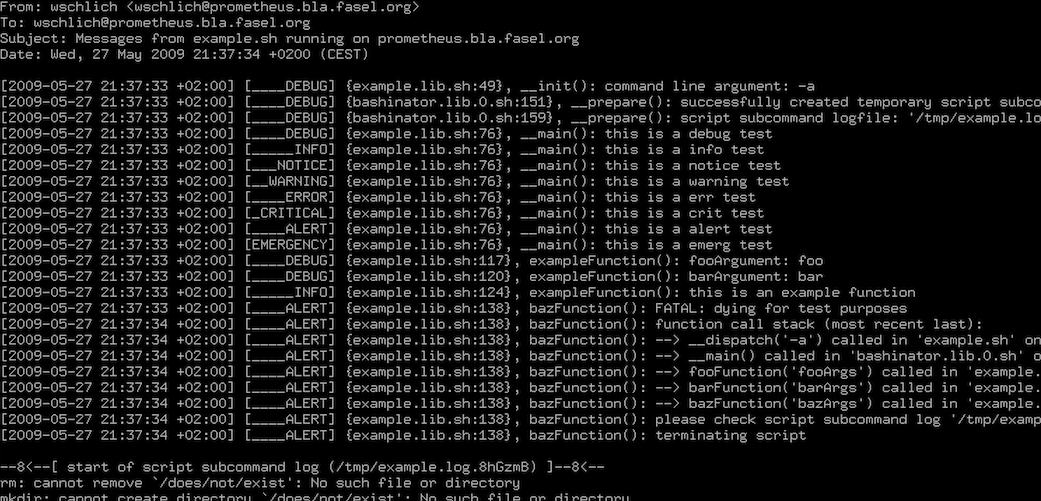 From: wschlich <wschlich@prometheus.bla.fasel.org>
To: wschlich@prometheus.bla.fasel.org
Subject: Messages from example.sh running on prometheus.bla.fasel.org
Date: Wed, 27 May 2009 21:37:34 +0200 (CEST)
[2009-05-27 21:37:33 +02:00] [____DEBUG] {example.lib.sh:49}, __init(): command line argument: -a
[2009-05-27 21:37:33 +02:00] [____DEBUG] {bashinator.lib.0.sh:151}, __prepare(): successfully created temporary script subco
[2009-05-27 21:37:33 +02:00] [____DEBUG] {bashinator.lib.0.sh:159}, __prepare(): script subcommand logfile: '/tmp/example.lo
[2009-05-27 21:37:33 +02:00] [____DEBUG] {example.lib.sh:76}, __main(): this is a debug test
[2009-05-27 21:37:33 +02:00] [_____INFO] {example.lib.sh:76}, __main(): this is a info test
[2009-05-27 21:37:33 +02:00] [___NOTICE] {example.lib.sh:76}, __main(): this is a notice test
[2009-05-27 21:37:33 +02:00] [__WARNING] {example.lib.sh:76}, __main(): this is a warning test
[2009-05-27 21:37:33 +02:00] [____ERROR] {example.lib.sh:76}, __main(): this is a err test
[2009-05-27 21:37:33 +02:00] [_CRITICAL] {example.lib.sh:76}, __main(): this is a crit test
[2009-05-27 21:37:33 +02:00] [____ALERT] {example.lib.sh:76}, __main(): this is a alert test
[2009-05-27 21:37:33 +02:00] [EMERGENCY] {example.lib.sh:76}, __main(): this is a emerg test
[2009-05-27 21:37:33 +02:00] [____DEBUG] {example.lib.sh:117}, exampleFunction(): fooArgument: foo
[2009-05-27 21:37:33 +02:00] [____DEBUG] {example.lib.sh:120}, exampleFunction(): barArgument: bar
[2009-05-27 21:37:33 +02:00] [_____INFO] {example.lib.sh:124}, exampleFunction(): this is an example function
[2009-05-27 21:37:33 +02:00] [____ALERT] {example.lib.sh:138}, bazFunction(): FATAL: dying for test purposes
[2009-05-27 21:37:34 +02:00] [____ALERT] {example.lib.sh:138}, bazFunction(): function call stack (most recent last):
[2009-05-27 21:37:34 +02:00] [____ALERT] {example.lib.sh:138}, bazFunction(): --> __dispatch('-a') called in 'example.sh' on
[2009-05-27 21:37:34 +02:00] [____ALERT] {example.lib.sh:138}, bazFunction(): --> __main() called in 'bashinator.lib.0.sh' o
[2009-05-27 21:37:34 +02:00] [____ALERT] {example.lib.sh:138}, bazFunction(): --> fooFunction('fooArgs') called in 'example.
[2009-05-27 21:37:34 +02:00] [____ALERT] {example.lib.sh:138}, bazFunction(): --> barFunction('barArgs') called in 'example.
[2009-05-27 21:37:34 +02:00] [____ALERT] {example.lib.sh:138}, bazFunction(): --> bazFunction('bazArgs') called in 'example.
[2009-05-27 21:37:34 +02:00] [____ALERT] {example.lib.sh:138}, bazFunction(): please check script subcommand log '/tmp/examp
[2009-05-27 21:37:34 +02:00] [____ALERT] {example.lib.sh:138}, bazFunction(): terminating script
--8<--[ start of script subcommand log (/tmp/example.log.8hGzmB) ]--8<--
rm: cannot remove `/does/not/exist': No such file or directory
mkdir: cannot create directory `/does/not/exist': No such file or directory